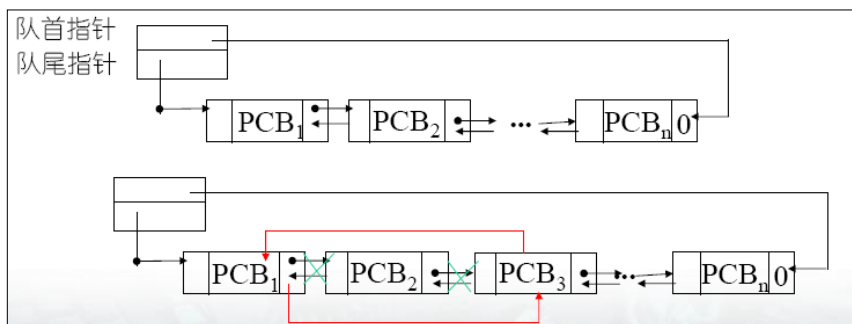 队首指针
队尾指针
PCB₁ PCB₂ ... PCBₙ 0
PCB₁ PCB₂ PCB₃ ... PCBₙ 0